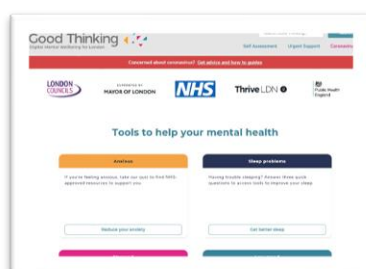 Good Thinking
Digital Mental Wellbeing for London
Self-Assessment Urgent Support Coronavirus
Concerned about coronavirus? Get advice and how to guides
LONDON COUNCILS
SUPPORTED BY
MAYOR OF LONDON
NHS
Thrive LDN
Public Health England
Tools to help your mental health
Anxious
Sleep problems
If you're feeling anxious, take our quiz to find NHS-
approved resources to support you
Having trouble sleeping? Answer three quick
questions to access tools to improve your sleep
Reduce your anxiety
Get better sleep